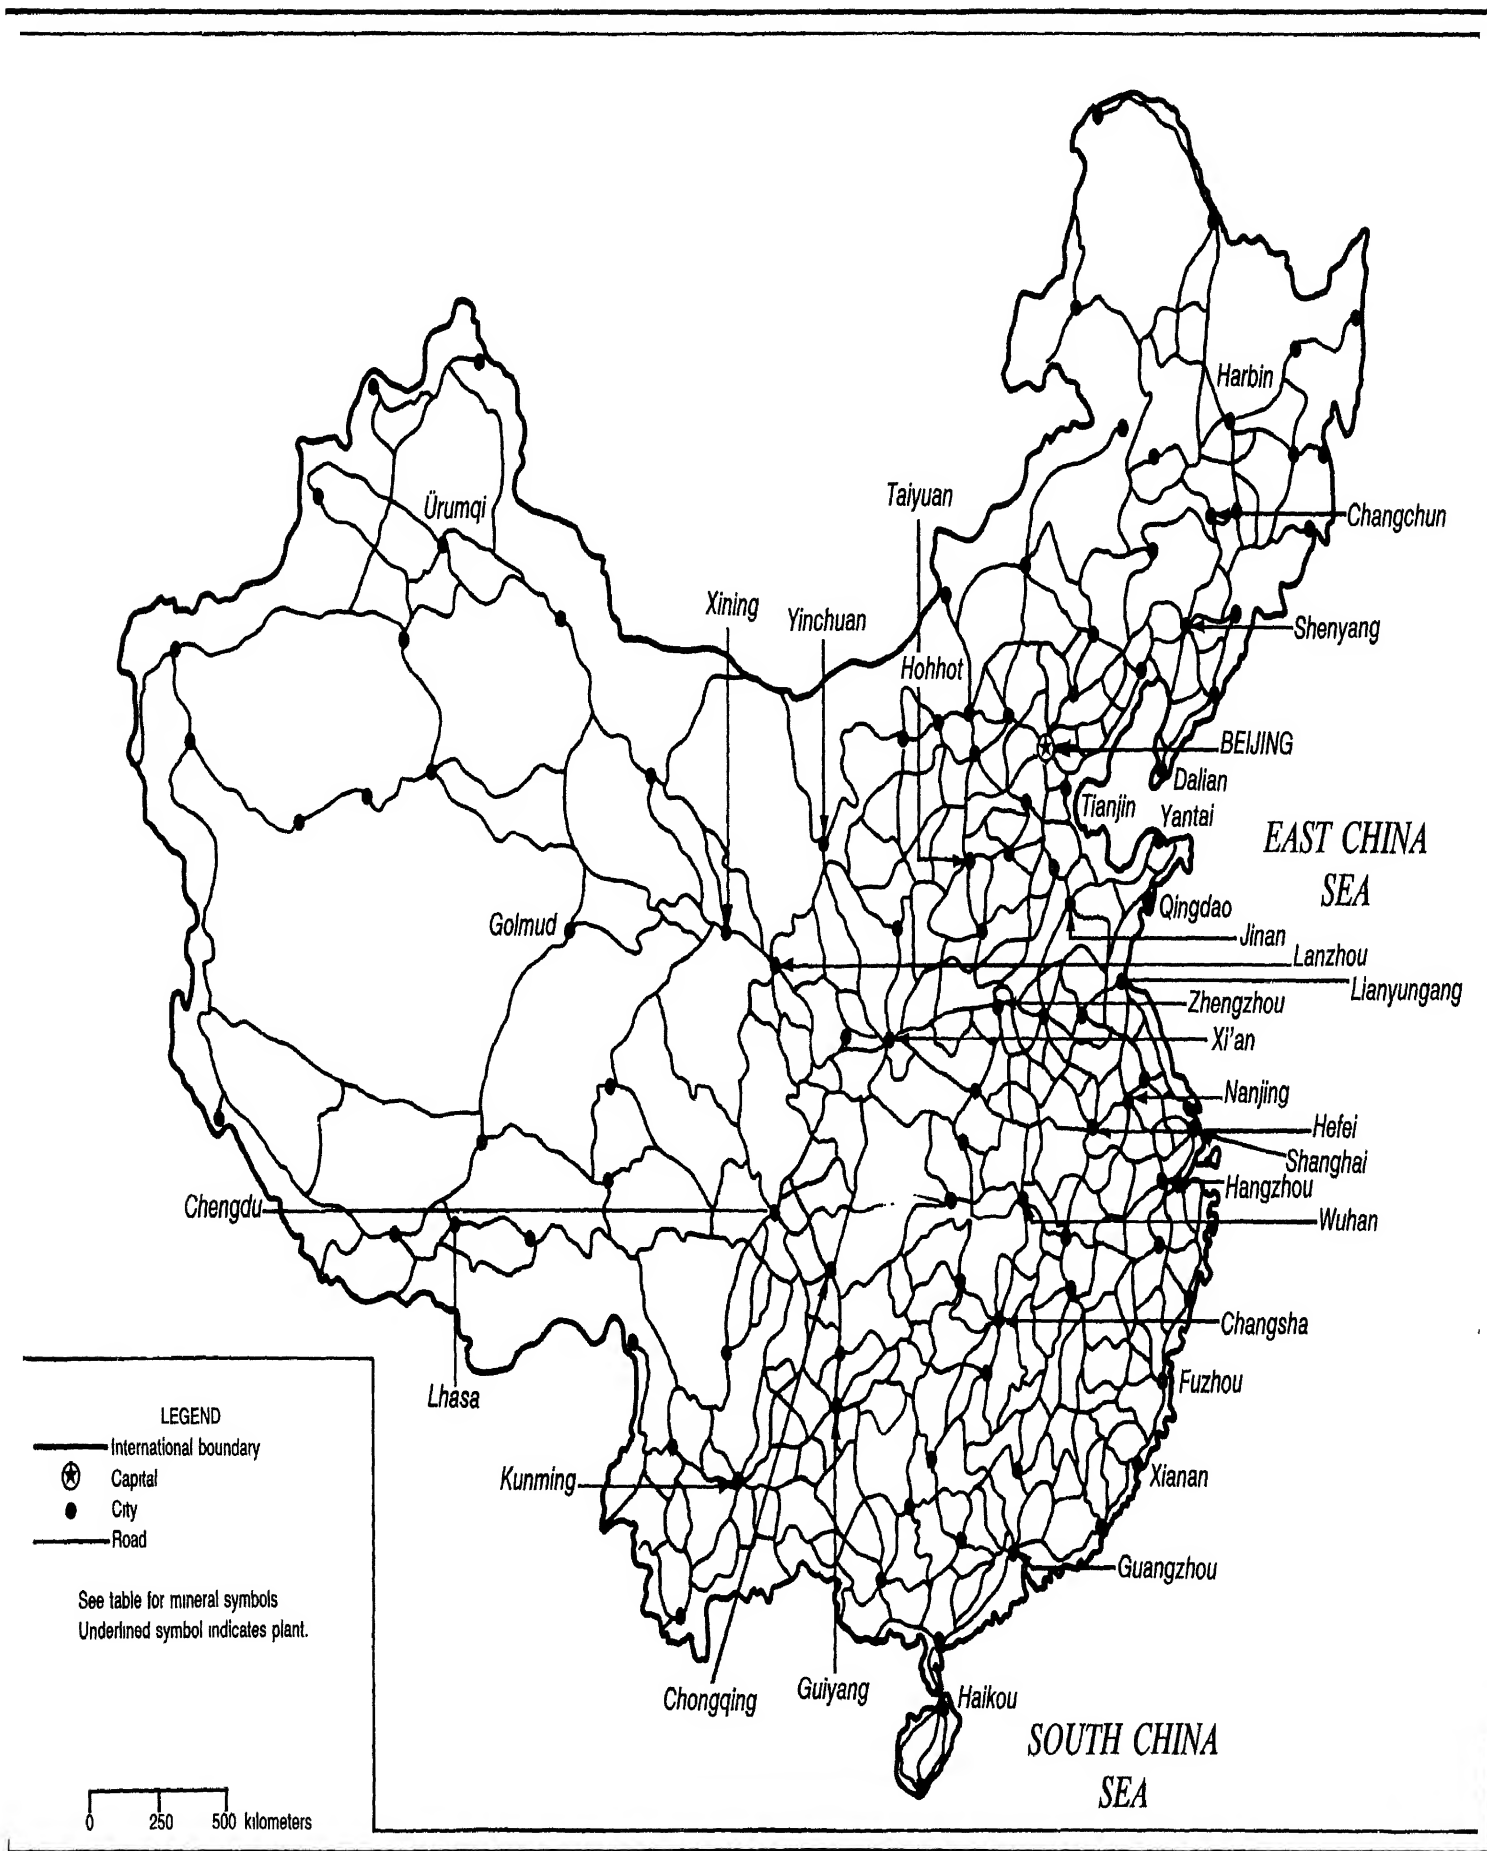 Harbin
Ürumqi
Taiyuan
Changchun
Xining
Yinchuan
Shenyang
Hohhot
BEIJING
Dalian
Tianjin
Yantai
EAST CHINA
SEA
Golmud
Qingdao
Jinan
Lanzhou
Lianyungang
Zhengzhou
Xi'an
Nanjing
Hefei
Shanghai
Hangzhou
Chengdu
Wuhan
Changsha
Lhasa
Fuzhou
Kunming
Xianan
Guangzhou
Chongqing
Guiyang
Haikou
SOUTH CHINA
SEA
LEGEND
International boundary
Capital
City
Road
See table for mineral symbols
Underlined symbol indicates plant.
0 250 500 kilometers